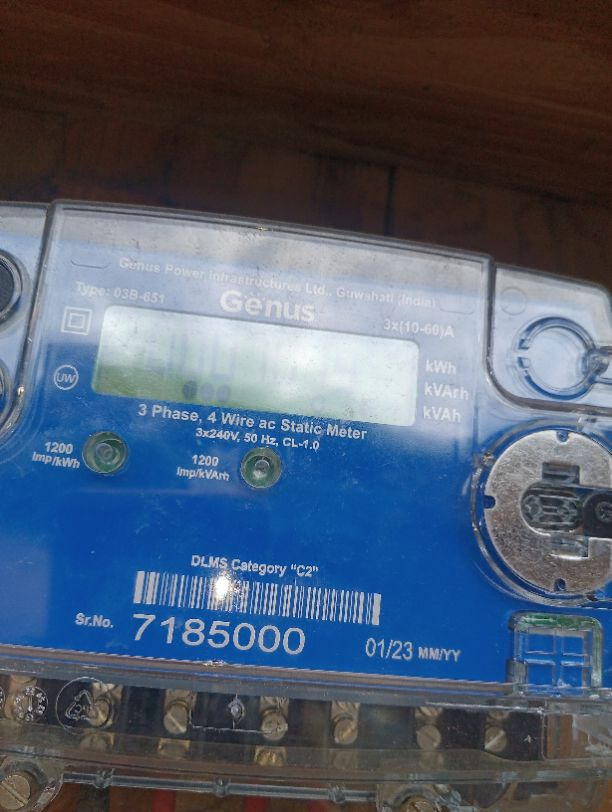 Genus Power Infrastructures Ltd., Guwahati (India)
Type: 03B-651
Genus
3x(10-60)A
UW
kWh
kVArh
kVAh
3 Phase, 4 Wire ac Static Meter
3x240V, 50 Hz, CL-1.0
1200
Imp/kWh
1200
Imp/kVArh
DLMS Category "C2"
Sr.No. 7185000
01/23 MM/YY